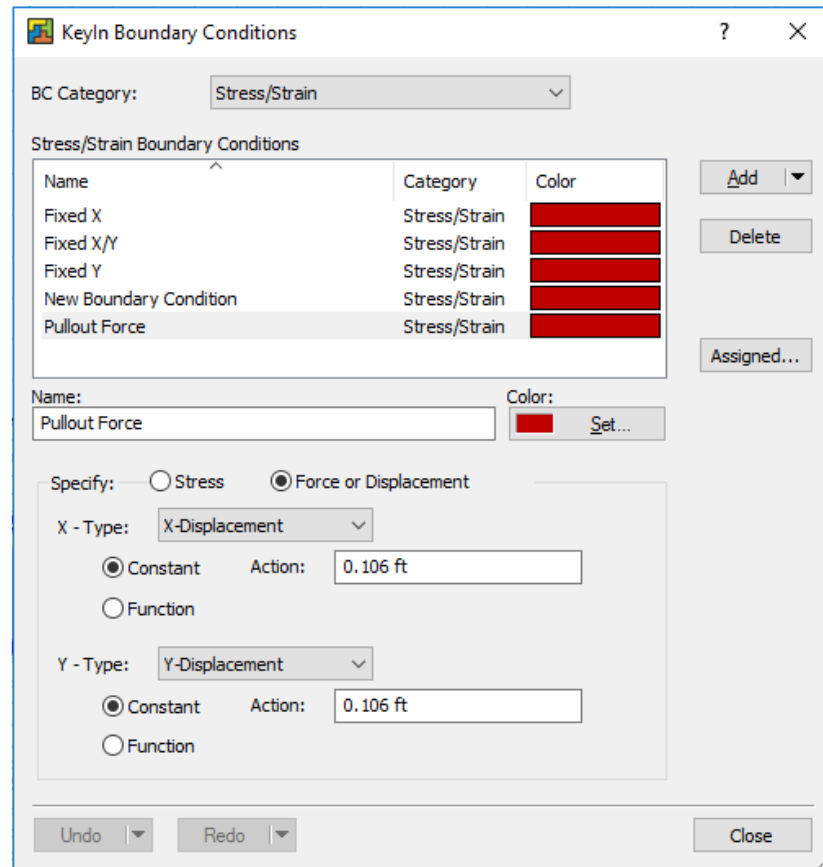 KeyIn Boundary Conditions ?
BC Category: Stress/Strain
Stress/Strain Boundary Conditions
Name Category Color
Fixed X Stress/Strain
Fixed X/Y Stress/Strain
Fixed Y Stress/Strain
New Boundary Condition Stress/Strain
Pullout Force Stress/Strain
Add
Delete
Assigned...
Name: Color:
Pullout Force Set...
Specify: Stress Force or Displacement
X - Type: X-Displacement
Constant Action: 0.106 ft
Function
Y - Type: Y-Displacement
Constant Action: 0.106 ft
Function
Undo Redo Close